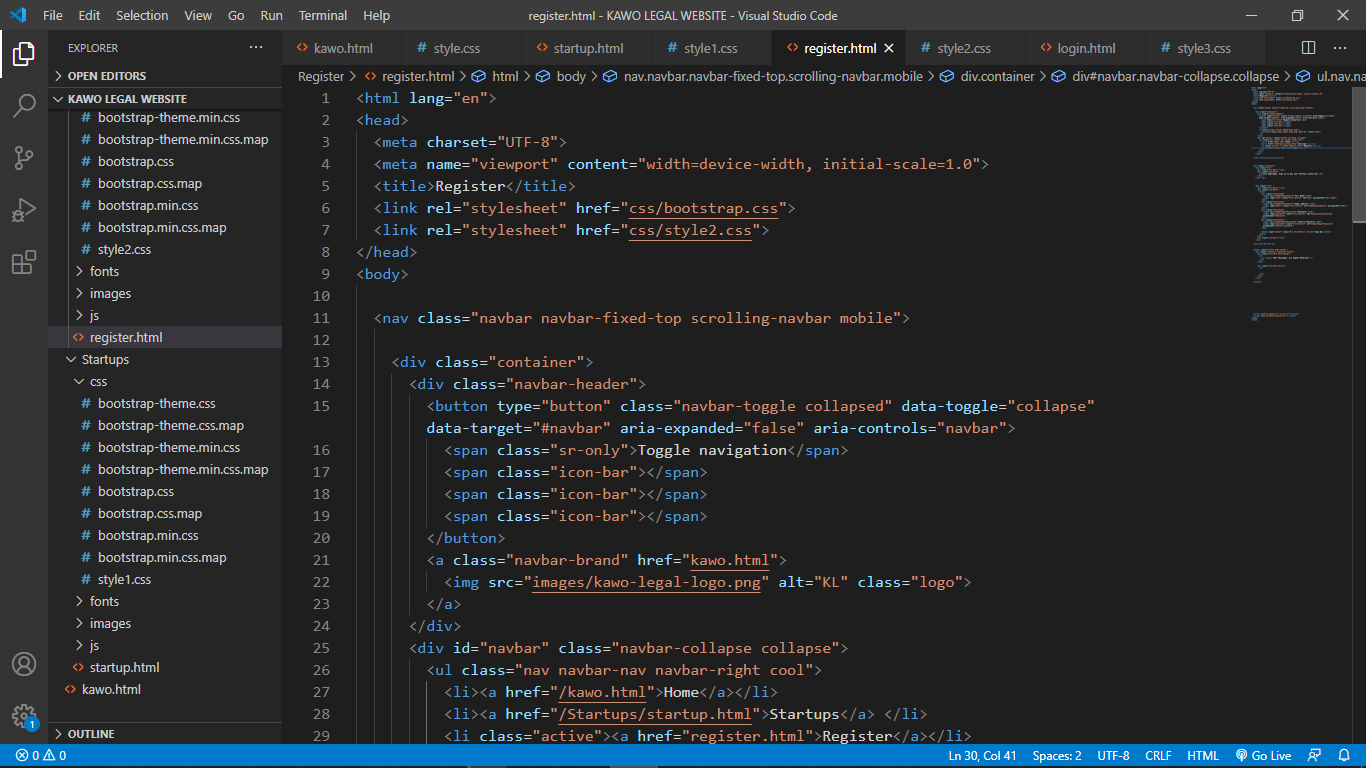 File Edit Selection View Go Run Terminal Help register.html - KAWO LEGAL WEBSITE - Visual Studio Code
EXPLORER
OPEN EDITORS
KAWO LEGAL WEBSITE
bootstrap-theme.min.css
bootstrap-theme.min.css.map
bootstrap.css
bootstrap.css.map
bootstrap.min.css
bootstrap.min.css.map
style2.css
fonts
images
js
register.html
Startups
css
bootstrap-theme.css
bootstrap-theme.css.map
bootstrap-theme.min.css
bootstrap-theme.min.css.map
bootstrap.css
bootstrap.css.map
bootstrap.min.css
bootstrap.min.css.map
style1.css
fonts
images
js
startup.html
kawo.html
OUTLINE
kawo.html style.css startup.html style1.css register.html style2.css login.html style3.css
Register > register.html > html > body > nav.navbar.navbar-fixed-top.scrolling-navbar.mobile > div.container > div#navbar.navbar-collapse.collapse > ul.nav.na
1 <html lang="en">
2 <head>
3 <meta charset="UTF-8">
4 <meta name="viewport" content="width=device-width, initial-scale=1.0">
5 <title>Register</title>
6 <link rel="stylesheet" href="css/bootstrap.css">
7 <link rel="stylesheet" href="css/style2.css">
8 </head>
9 <body>
10
11 <nav class="navbar navbar-fixed-top scrolling-navbar mobile">
12
13 <div class="container">
14 <div class="navbar-header">
15 <button type="button" class="navbar-toggle collapsed" data-toggle="collapse"
data-target="#navbar" aria-expanded="false" aria-controls="navbar">
16 <span class="sr-only">Toggle navigation</span>
17 <span class="icon-bar"></span>
18 <span class="icon-bar"></span>
19 <span class="icon-bar"></span>
20 </button>
21 <a class="navbar-brand" href="kawo.html">
22 <img src="images/kawo-legal-logo.png" alt="KL" class="logo">
23 </a>
24 </div>
25 <div id="navbar" class="navbar-collapse collapse">
26 <ul class="nav navbar-nav navbar-right cool">
27 <li><a href="/kawo.html">Home</a></li>
28 <li><a href="/Startups/startup.html">Startups</a> </li>
29 <li class="active"><a href="register.html">Register</a></li>
1
0 0 Ln 30, Col 41 Spaces: 2 UTF-8 CRLF HTML Go Live